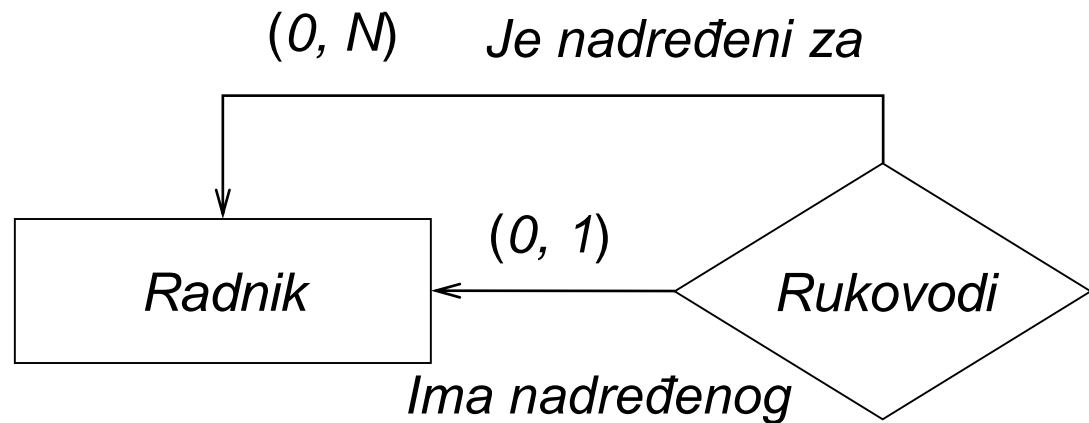 (0, N) Je nadređeni za
(0, 1)
Radnik
Rukovodi
Ima nadređenog